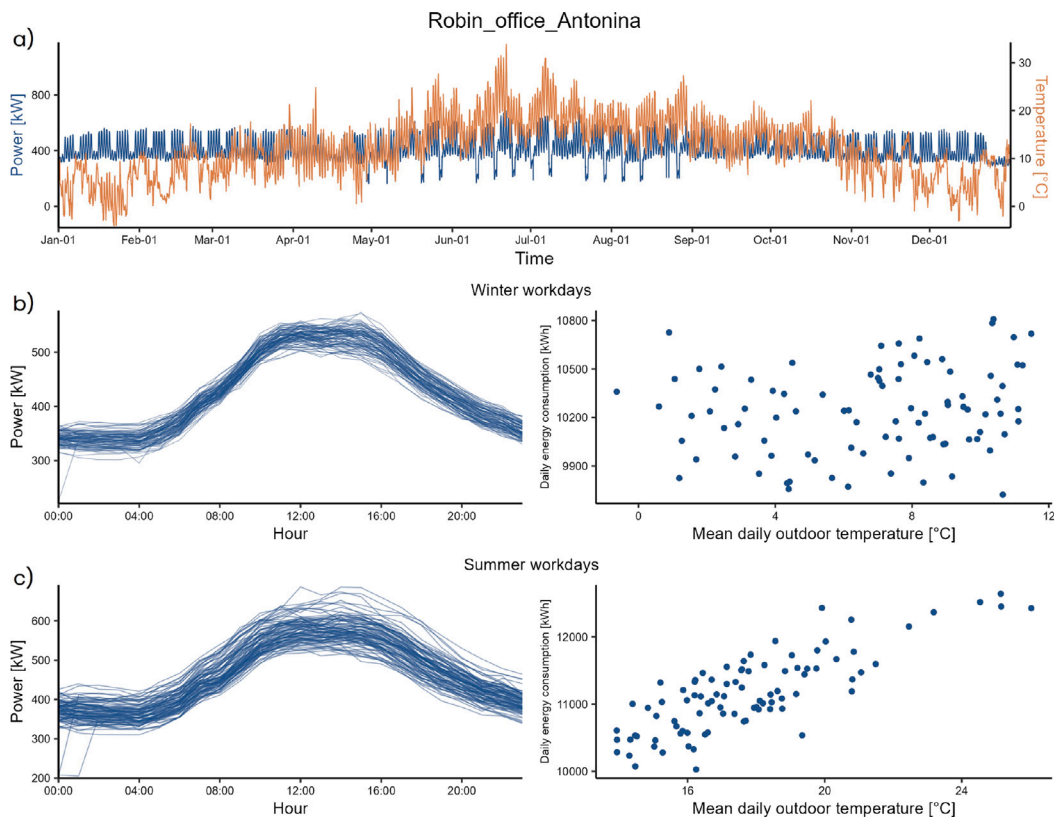 Robin_office_Antonina
a)
Power [kW]
800
400
0
30
20
10
0
Temperature [°C]
Jan-01 Feb-01 Mar-01 Apr-01 May-01 Jun-01 Jul-01 Aug-01 Sep-01 Oct-01 Nov-01 Dec-01
Time
b)
Winter workdays
Power [kW]
500
400
300
00:00 04:00 08:00 12:00 16:00 20:00
Hour
Daily energy consumption [kWh]
10800
10500
10200
9900
0 4 8 12
Mean daily outdoor temperature [°C]
c)
Summer workdays
Power [kW]
600
500
400
300
200
00:00 04:00 08:00 12:00 16:00 20:00
Hour
Daily energy consumption [kWh]
12000
11000
10000
16 20 24
Mean daily outdoor temperature [°C]